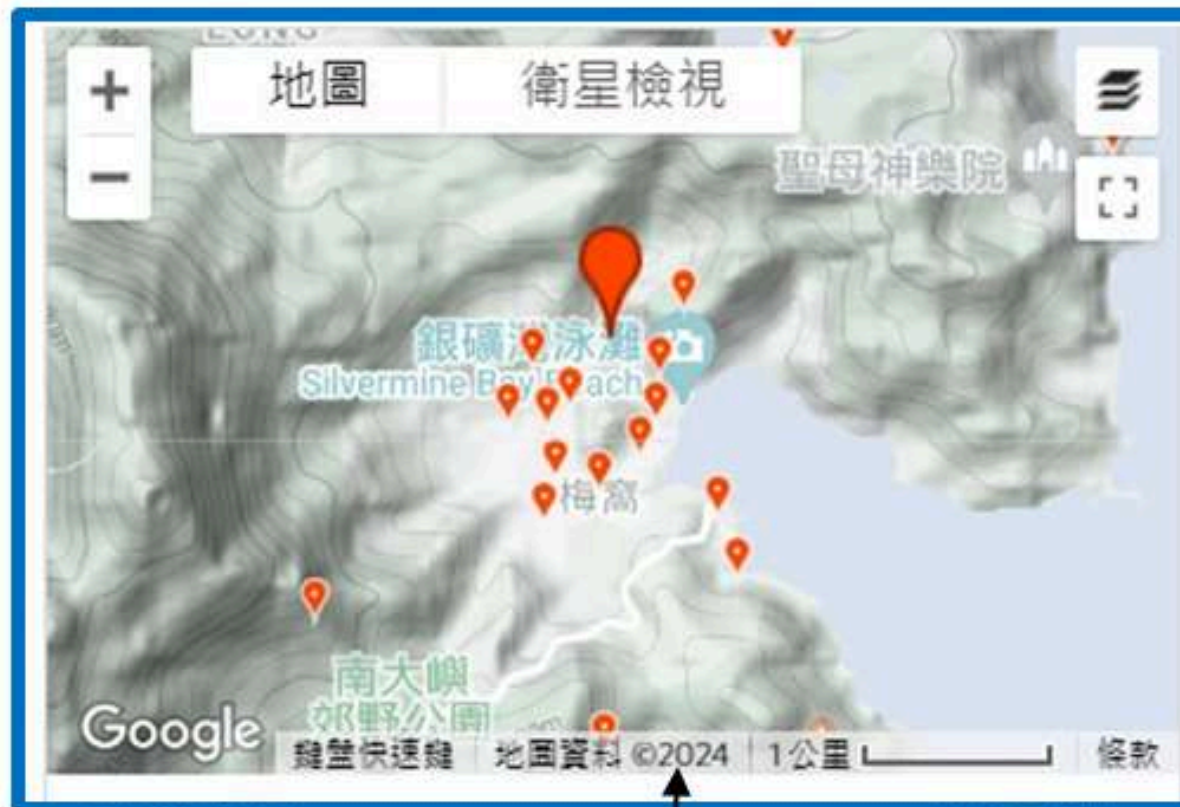 地圖
衛星檢視
聖母神樂院
銀礦灣泳灘
Silvermine Bay Beach
梅窩
南大嶼
郊野公園
Google
鍵盤快速鍵
地圖資料 ©2024
1 公里
條款